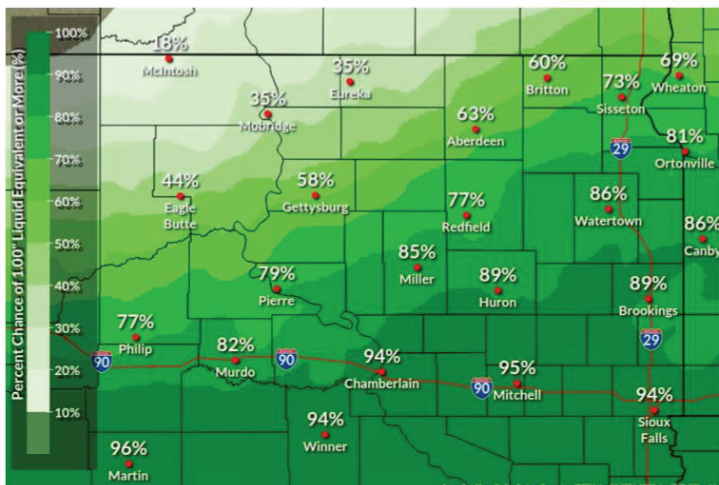 Percent Chance of 1.00" Liquid Equivalent or More (%)
100%
90%
80%
70%
60%
50%
40%
30%
20%
10%
18%
McIntosh
35%
Eureka
35%
Mobridge
60%
Britton
69%
Wheaton
73%
Sisseton
63%
Aberdeen
29
81%
Ortonville
44%
Eagle
Butte
58%
Gettysburg
77%
Redfield
86%
Watertown
86%
Canby
85%
Miller
79%
Pierre
89%
Huron
89%
Brookings
77%
Philip
90
82%
Murdo
90
94%
Chamberlain
29
95%
Mitchell
90
94%
Sioux
Falls
94%
Winner
96%
Martin